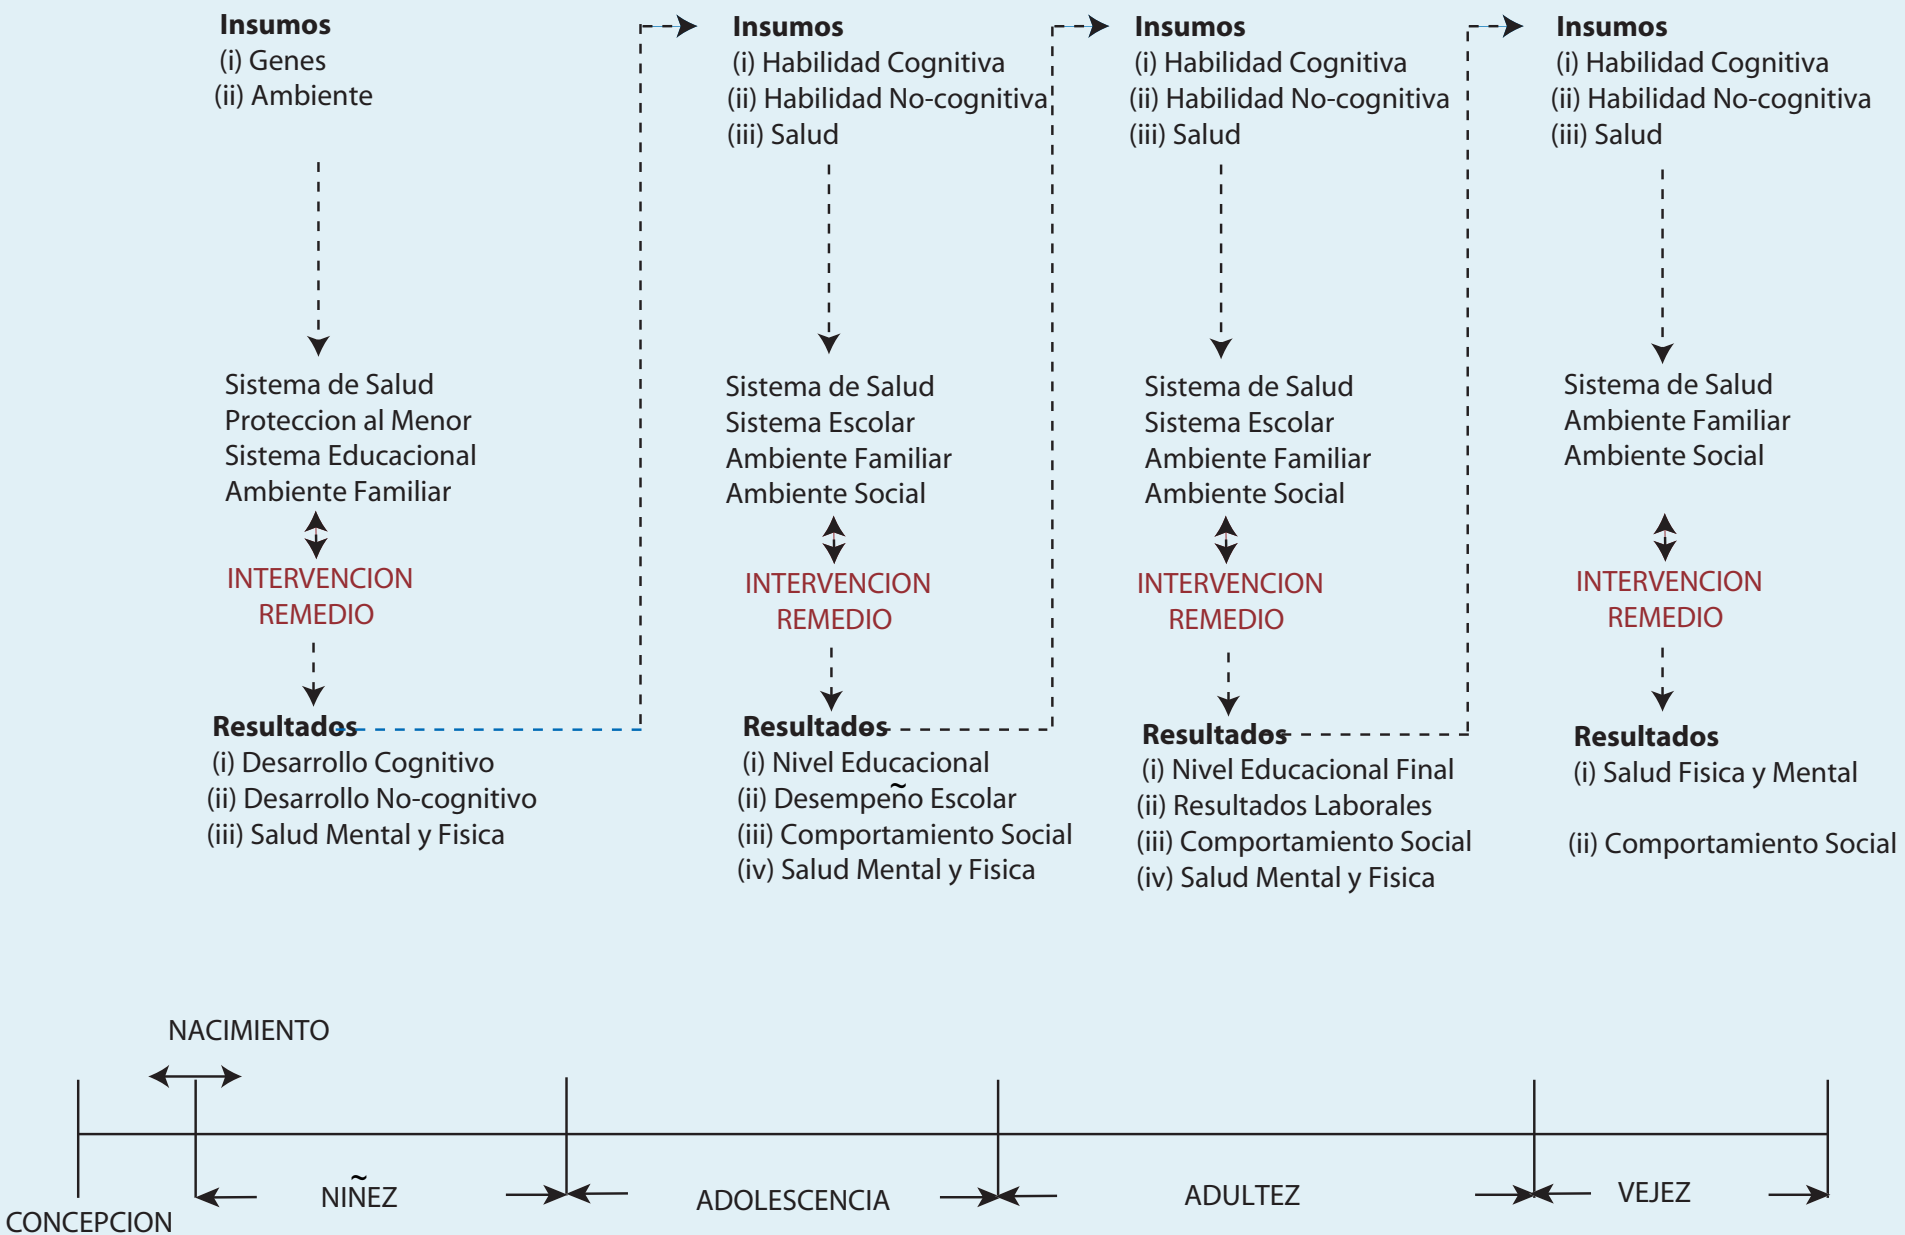 Insumos
(i) Genes
(ii) Ambiente
Sistema de Salud
Proteccion al Menor
Sistema Educacional
Ambiente Familiar
INTERVENCION
REMEDIO
Resultados
(i) Desarrollo Cognitivo
(ii) Desarrollo No-cognitivo
(iii) Salud Mental y Fisica
Insumos
(i) Habilidad Cognitiva
(ii) Habilidad No-cognitiva
(iii) Salud
Sistema de Salud
Sistema Escolar
Ambiente Familiar
Ambiente Social
INTERVENCION
REMEDIO
Resultados
(i) Nivel Educacional
(ii) Desempeño Escolar
(iii) Comportamiento Social
(iv) Salud Mental y Fisica
Insumos
(i) Habilidad Cognitiva
(ii) Habilidad No-cognitiva
(iii) Salud
Sistema de Salud
Sistema Escolar
Ambiente Familiar
Ambiente Social
INTERVENCION
REMEDIO
Resultados
(i) Nivel Educacional Final
(ii) Resultados Laborales
(iii) Comportamiento Social
(iv) Salud Mental y Fisica
Insumos
(i) Habilidad Cognitiva
(ii) Habilidad No-cognitiva
(iii) Salud
Sistema de Salud
Ambiente Familiar
Ambiente Social
INTERVENCION
REMEDIO
Resultados
(i) Salud Fisica y Mental
(ii) Comportamiento Social
NACIMIENTO
CONCEPCION
NIÑEZ
ADOLESCENCIA
ADULTEZ
VEJEZ